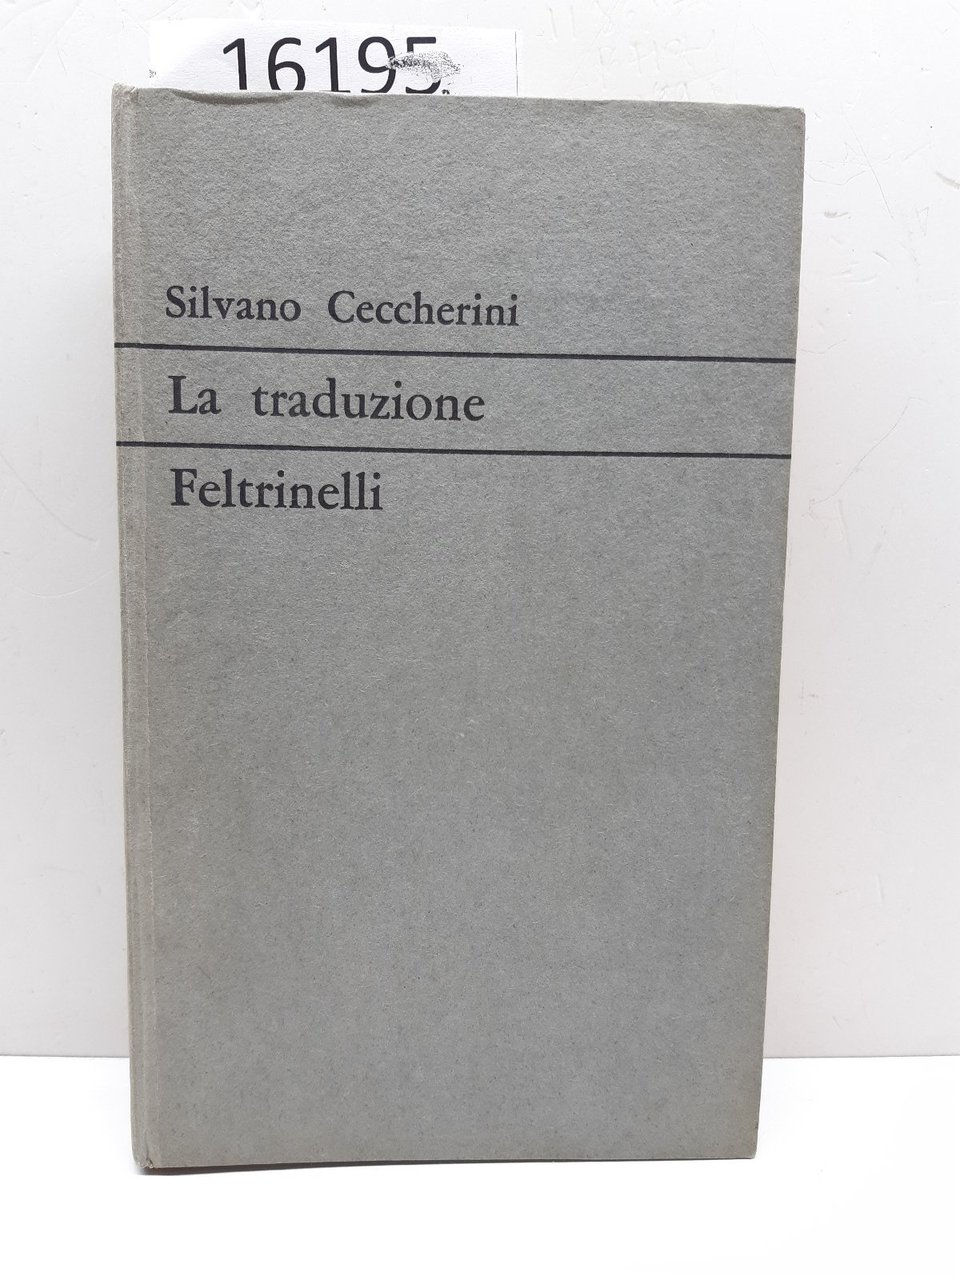 16195
Silvano Ceccherini
La traduzione
Feltrinelli